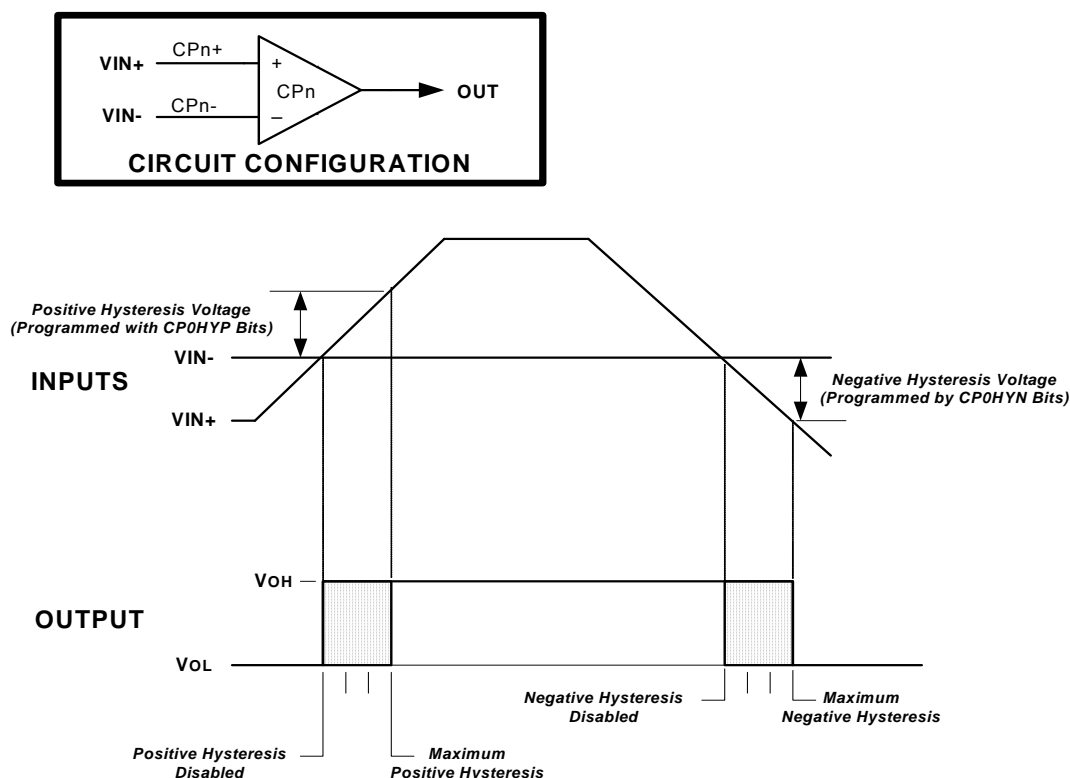 VIN+
CPn+
+
CPn
OUT
VIN-
CPn-
–
CIRCUIT CONFIGURATION
Positive Hysteresis Voltage
(Programmed with CP0HYP Bits)
VIN-
INPUTS
Negative Hysteresis Voltage
(Programmed by CP0HYN Bits)
VIN+
VOH
OUTPUT
VOL
Negative Hysteresis
Disabled
Maximum
Negative Hysteresis
Positive Hysteresis
Disabled
Maximum
Positive Hysteresis